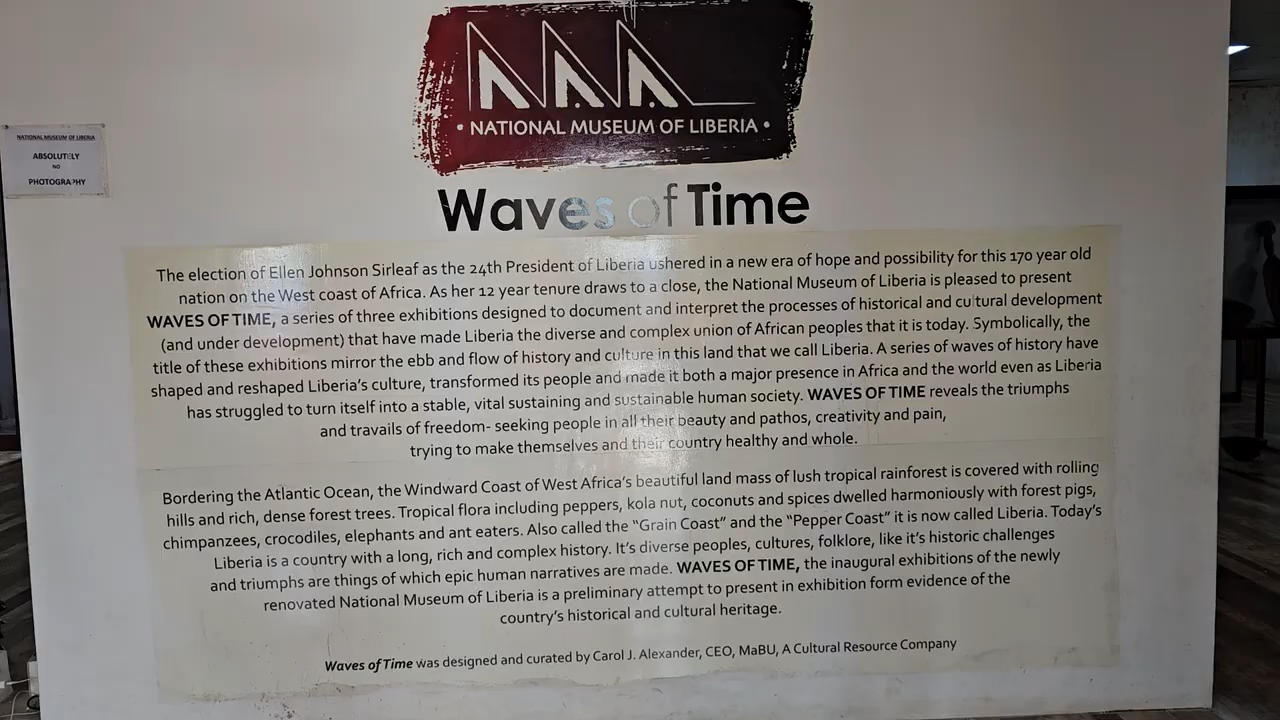 NATIONAL MUSEUM OF LIBERIA
ABSOLUTELY
NO
PHOTOGRAPHY
• NATIONAL MUSEUM OF LIBERIA •
Waves of Time
The election of Ellen Johnson Sirleaf as the 24th President of Liberia ushered in a new era of hope and possibility for this 170 year old
nation on the West coast of Africa. As her 12 year tenure draws to a close, the National Museum of Liberia is pleased to present
WAVES OF TIME, a series of three exhibitions designed to document and interpret the processes of historical and cultural development
(and under development) that have made Liberia the diverse and complex union of African peoples that it is today. Symbolically, the
title of these exhibitions mirror the ebb and flow of history and culture in this land that we call Liberia. A series of waves of history have
shaped and reshaped Liberia's culture, transformed its people and made it both a major presence in Africa and the world even as Liberia
has struggled to turn itself into a stable, vital sustaining and sustainable human society. WAVES OF TIME reveals the triumphs
and travails of freedom- seeking people in all their beauty and pathos, creativity and pain,
trying to make themselves and their country healthy and whole.
Bordering the Atlantic Ocean, the Windward Coast of West Africa's beautiful land mass of lush tropical rainforest is covered with rolling
hills and rich, dense forest trees. Tropical flora including peppers, kola nut, coconuts and spices dwelled harmoniously with forest pigs,
chimpanzees, crocodiles, elephants and ant eaters. Also called the "Grain Coast" and the "Pepper Coast" it is now called Liberia. Today's
Liberia is a country with a long, rich and complex history. It's diverse peoples, cultures, folklore, like it's historic challenges
and triumphs are things of which epic human narratives are made. WAVES OF TIME, the inaugural exhibitions of the newly
renovated National Museum of Liberia is a preliminary attempt to present in exhibition form evidence of the
country's historical and cultural heritage.
Waves of Time was designed and curated by Carol J. Alexander, CEO, MaBU, A Cultural Resource Company